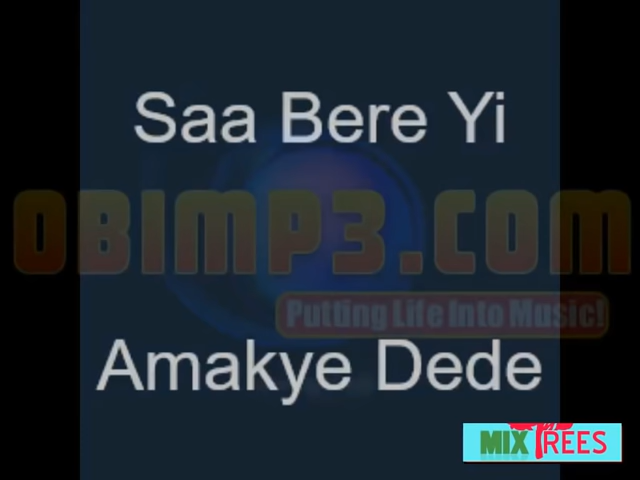 Saa Bere Yi
OBIMP3.COM
Putting Life Into Music!
Amakye Dede
MIXTREES